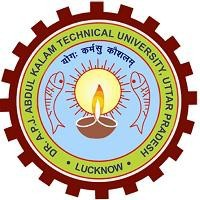 DR. A.P.J. ABDUL KALAM TECHNICAL UNIVERSITY, UTTAR PRADESH
योगः कर्मसु कौशलम्
LUCKNOW